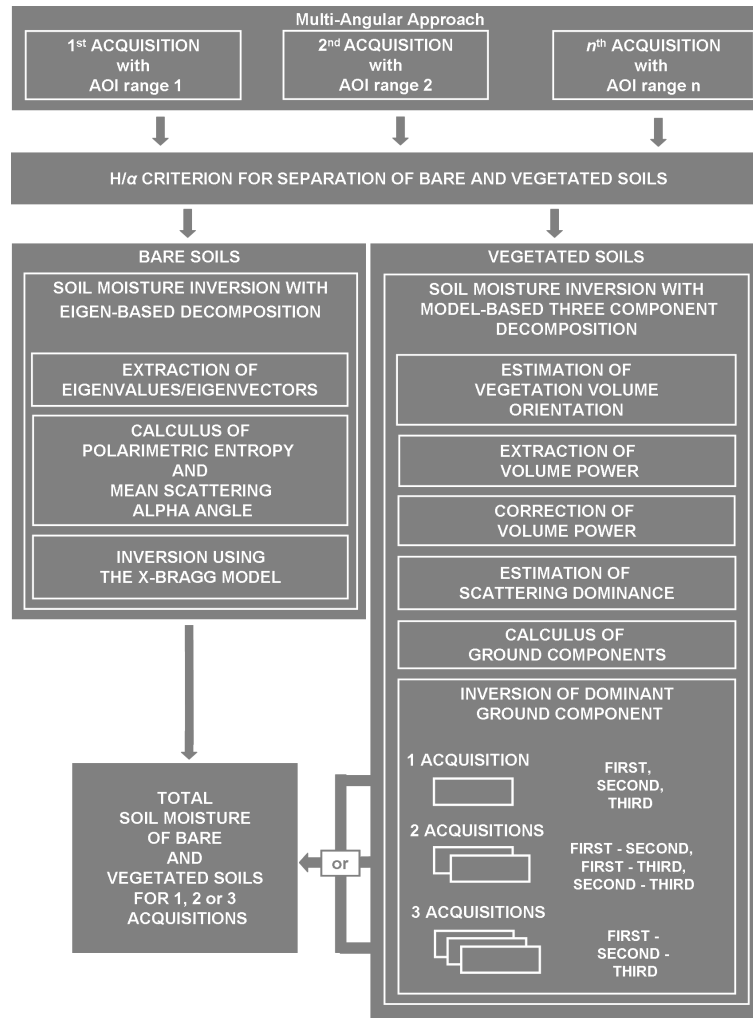 Multi-Angular Approach
1st ACQUISITION
with
AOI range 1
2nd ACQUISITION
with
AOI range 2
nth ACQUISITION
with
AOI range n
H/α CRITERION FOR SEPARATION OF BARE AND VEGETATED SOILS
BARE SOILS
SOIL MOISTURE INVERSION WITH
EIGEN-BASED DECOMPOSITION
EXTRACTION OF
EIGENVALUES/EIGENVECTORS
CALCULUS OF
POLARIMETRIC ENTROPY
AND
MEAN SCATTERING
ALPHA ANGLE
INVERSION USING
THE X-BRAGG MODEL
VEGETATED SOILS
SOIL MOISTURE INVERSION WITH
MODEL-BASED THREE COMPONENT
DECOMPOSITION
ESTIMATION OF
VEGETATION VOLUME
ORIENTATION
EXTRACTION OF
VOLUME POWER
CORRECTION OF
VOLUME POWER
ESTIMATION OF
SCATTERING DOMINANCE
CALCULUS OF
GROUND COMPONENTS
INVERSION OF DOMINANT
GROUND COMPONENT
1 ACQUISITION
FIRST,
SECOND,
THIRD
2 ACQUISITIONS
FIRST - SECOND,
FIRST - THIRD,
SECOND - THIRD
3 ACQUISITIONS
FIRST -
SECOND -
THIRD
or
TOTAL
SOIL MOISTURE
OF BARE
AND
VEGETATED SOILS
FOR 1, 2 or 3
ACQUISITIONS